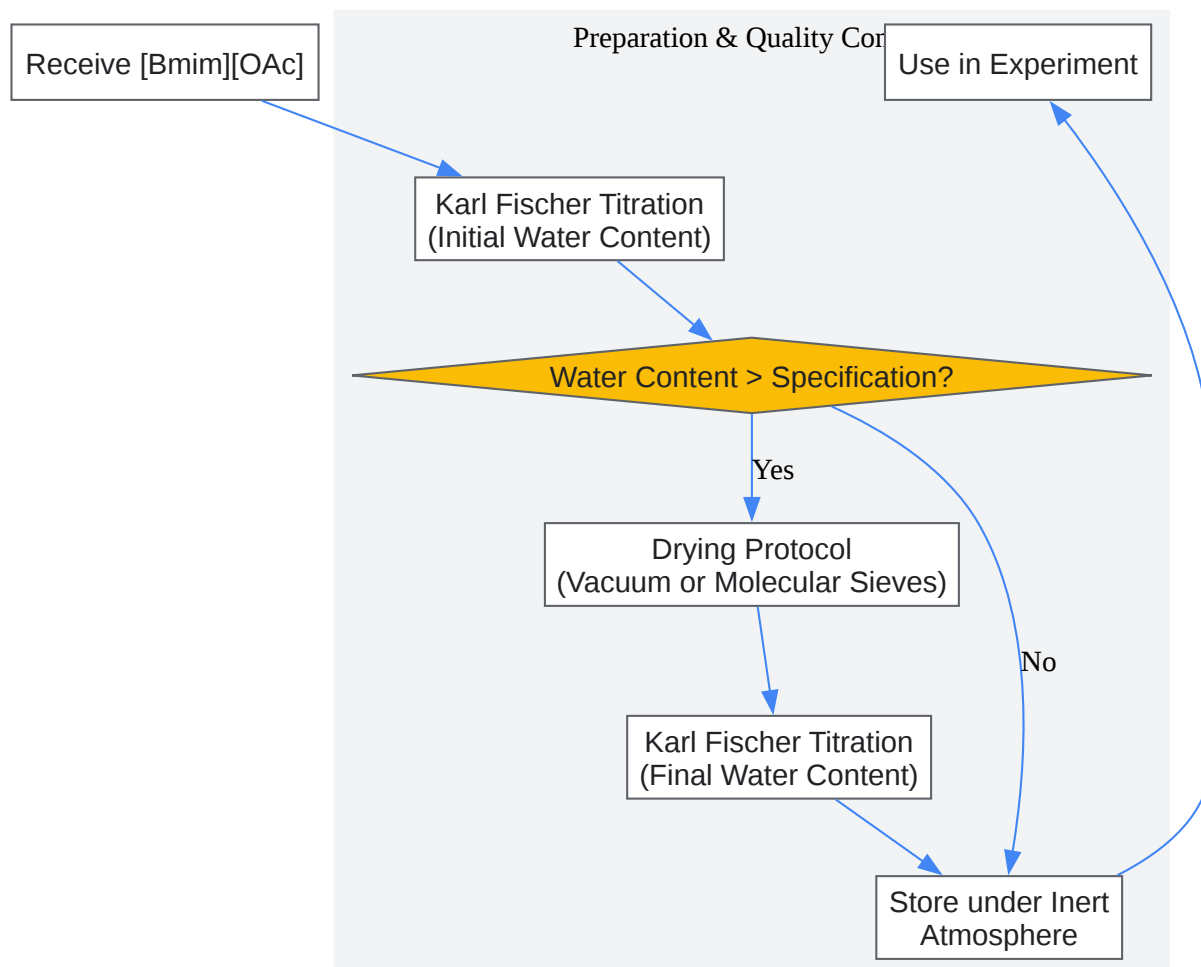 Receive [Bmim][OAc]
Preparation & Quality Con
Use in Experiment
Karl Fischer Titration
(Initial Water Content)
Water Content > Specification?
Yes
Drying Protocol
(Vacuum or Molecular Sieves)
No
Karl Fischer Titration
(Final Water Content)
Store under Inert
Atmosphere